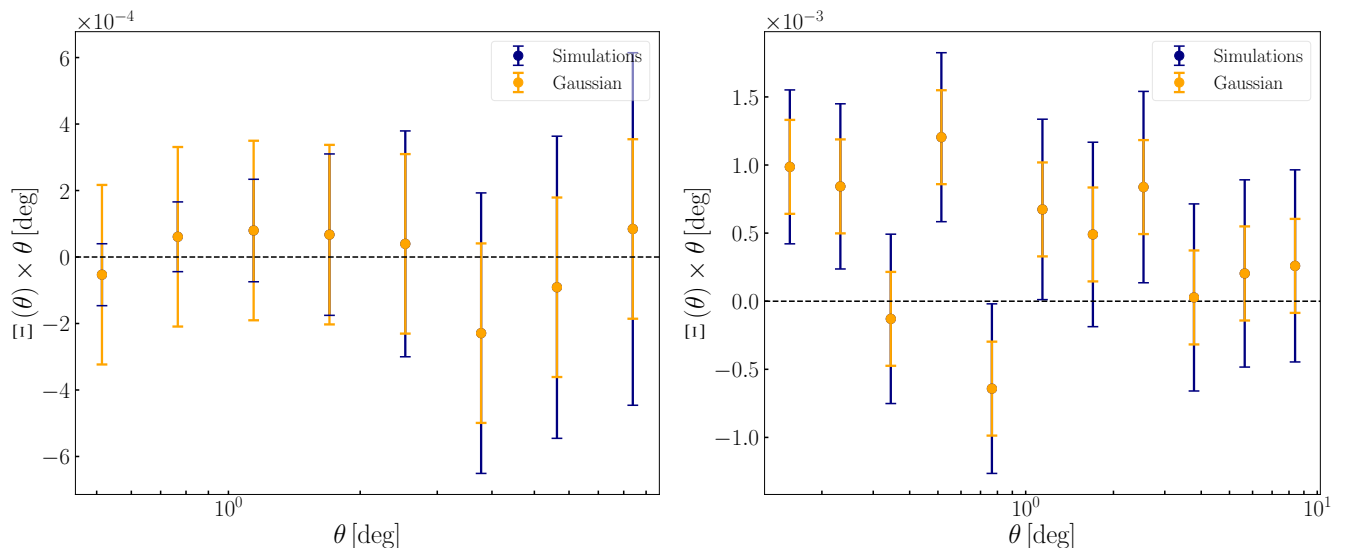 ×10⁻⁴
Ξ(θ) × θ [deg]
6
4
2
0
−2
−4
−6
Simulations
Gaussian
10⁰
θ [deg]
×10⁻³
Ξ(θ) × θ [deg]
1.5
1.0
0.5
0.0
−0.5
−1.0
Simulations
Gaussian
10⁰
10¹
θ [deg]